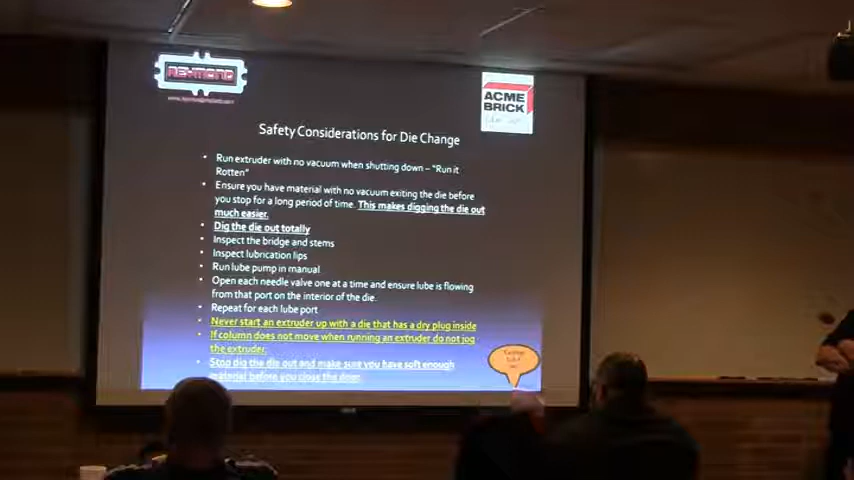 ACME
BRICK
Safety Considerations for Die Change
• Run extruder with no vacuum when shutting down – "Run it
Rotten"
• Ensure you have material with no vacuum exiting the die before
you stop for a long period of time. This makes digging the die out
much easier.
• Dig the die out totally
• Inspect the bridge and stems
• Inspect lubrication lips
• Run lube pump in manual
• Open each needle valve one at a time and ensure lube is flowing
from that port on the interior of the die.
• Repeat for each lube port
• Never start an extruder up with a die that has a dry plug inside
• If column does not move when running an extruder do not jog
the extruder.
• Stop dig the die out and make sure you have soft enough
material before you close the door.